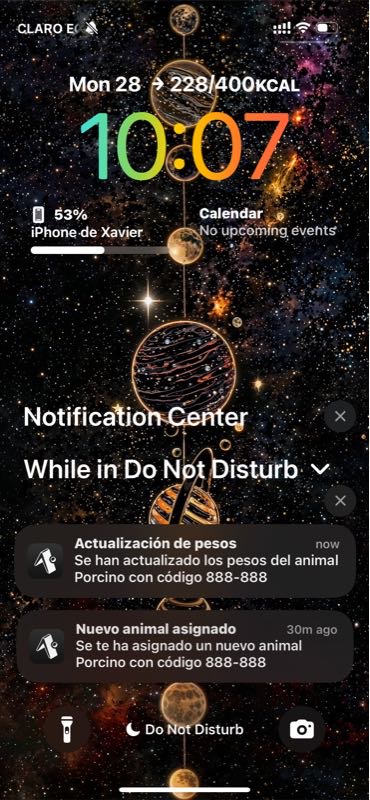 CLARO EC
Mon 28 → 228/400KCAL
10:07
53%
iPhone de Xavier
Calendar
No upcoming events
Notification Center
While in Do Not Disturb
Actualización de pesos
now
Se han actualizado los pesos del animal
Porcino con código 888-888
Nuevo animal asignado
30m ago
Se te ha asignado un nuevo animal
Porcino con código 888-888
Do Not Disturb